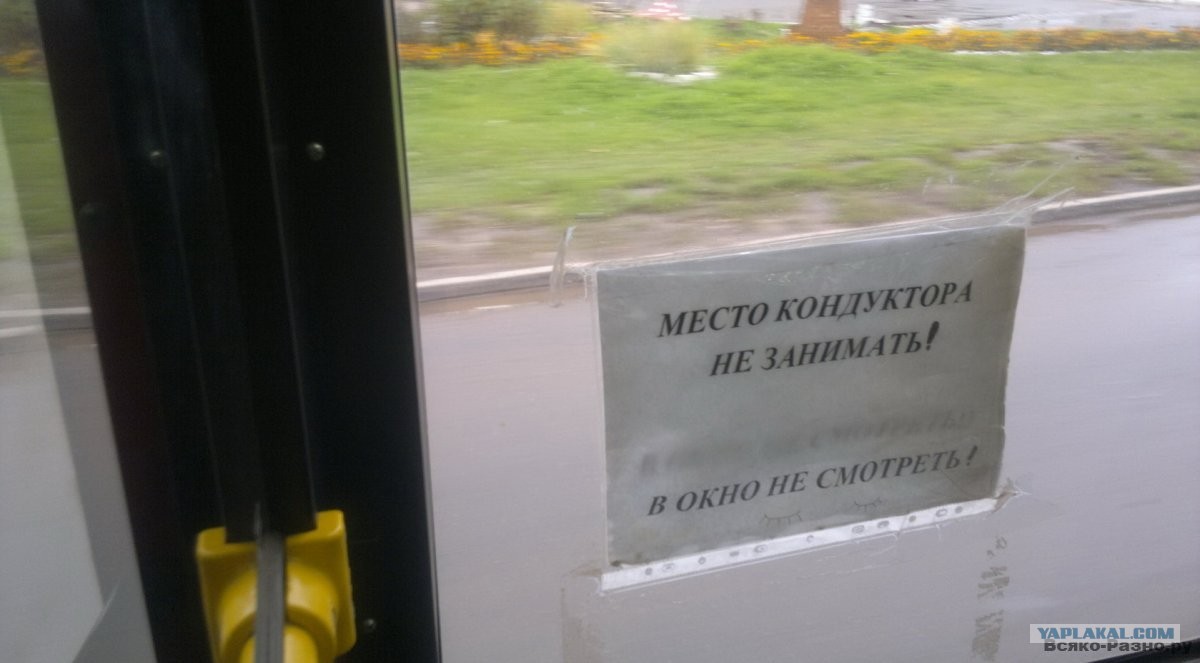 МЕСТО КОНДУКТОРА
НЕ ЗАНИМАТЬ!
В ОКНО НЕ СМОТРЕТЬ!
YAPLAKAL.COM
Всяко-Разно.ру